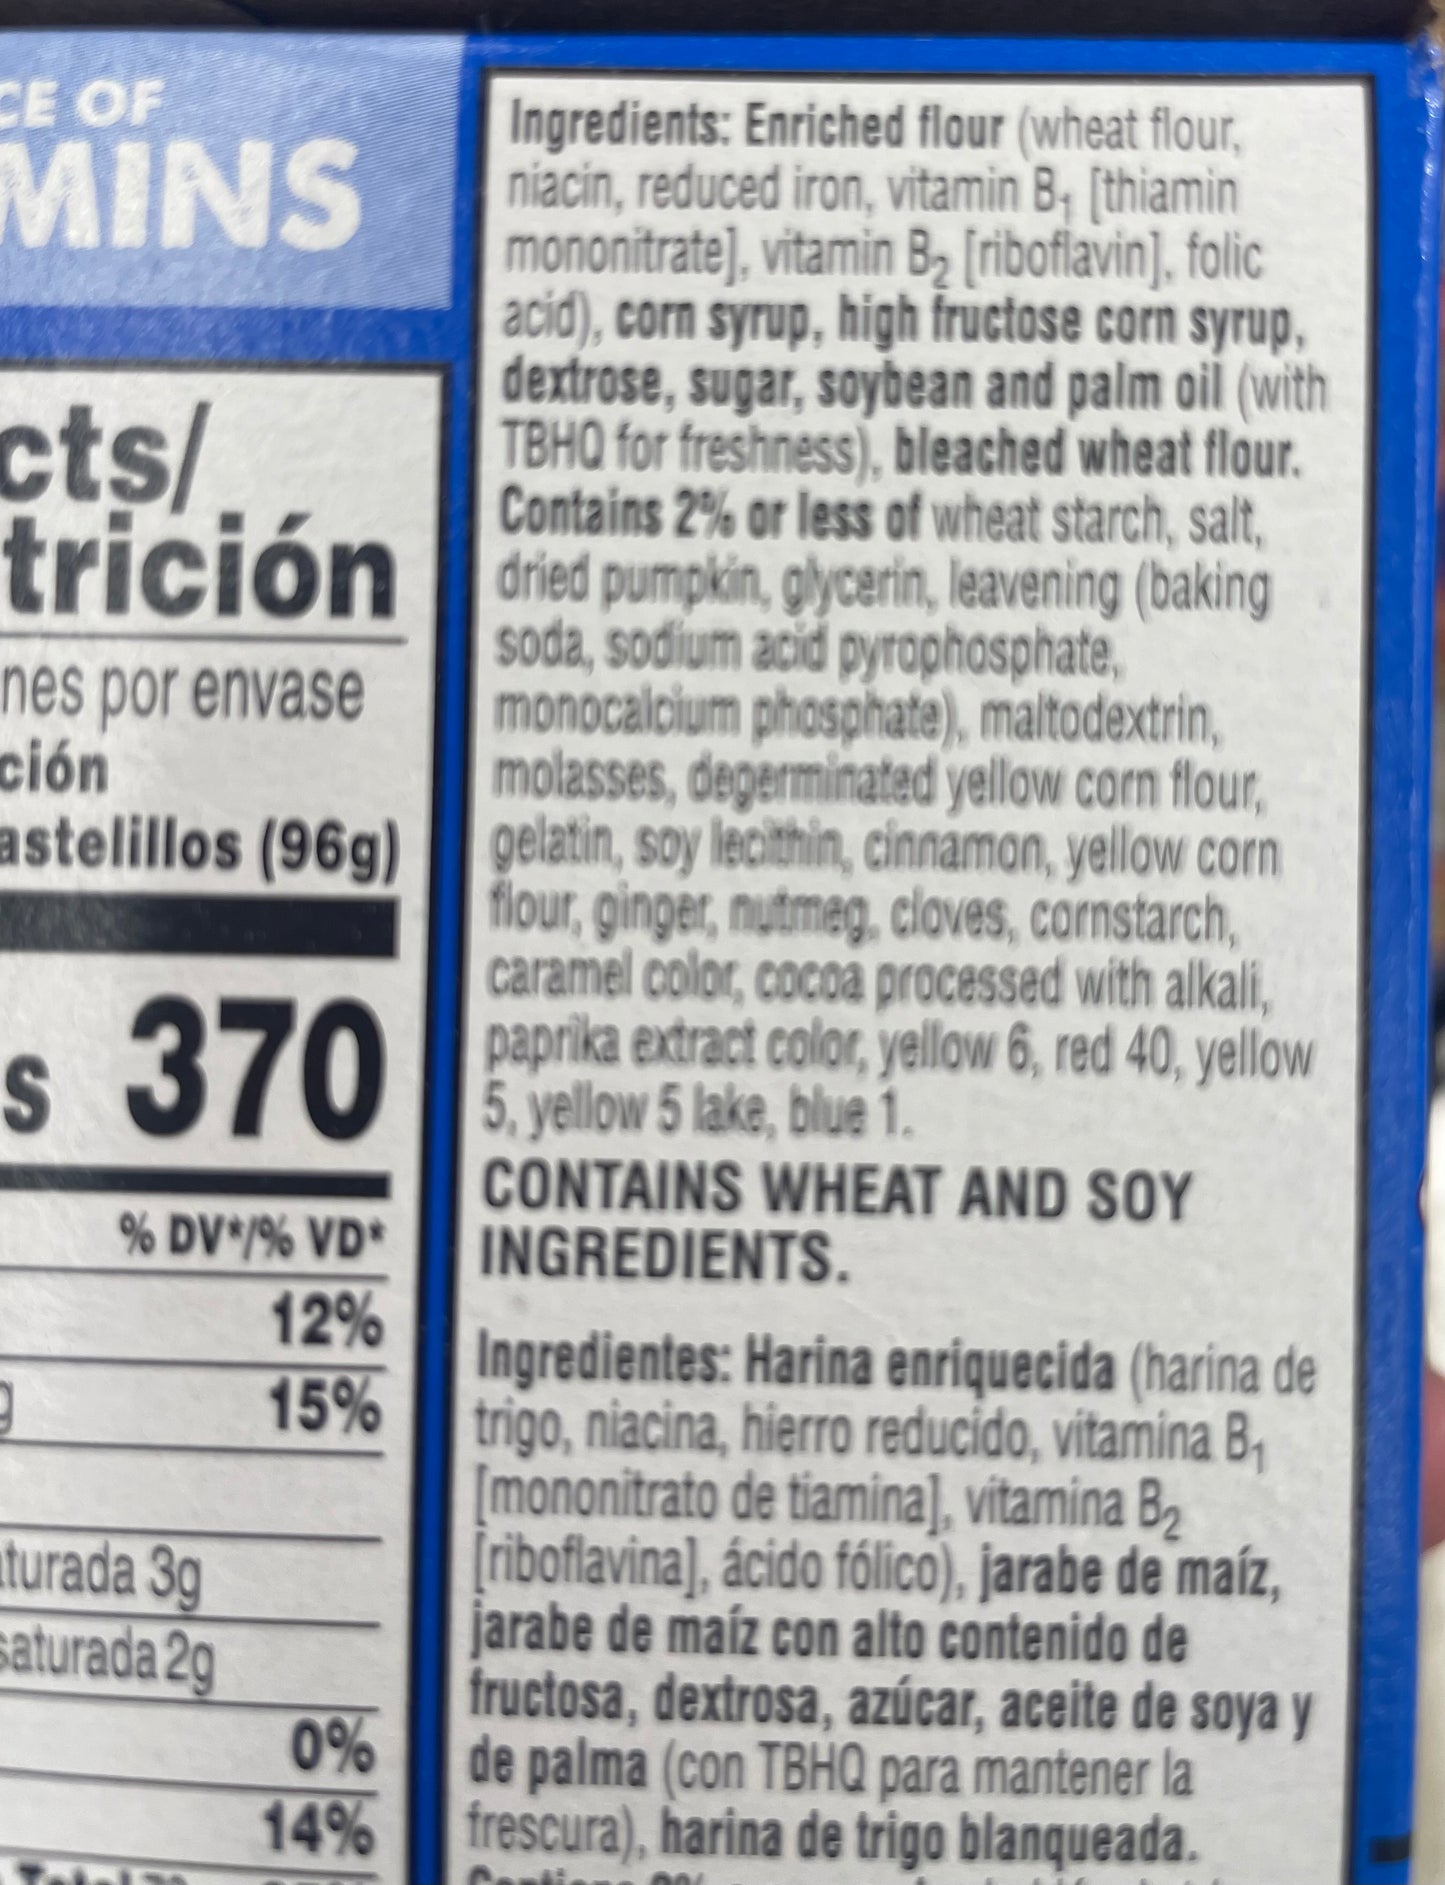 CE OF
MINS
cts/
trición
nes por envase
ción
astelillos (96g)
s 370
% DV*/% VD*
12%
g 15%
turada 3g
saturada 2g
0%
14%
Ingredients: Enriched flour (wheat flour,
niacin, reduced iron, vitamin B₁ [thiamin
mononitrate], vitamin B₂ [riboflavin], folic
acid), corn syrup, high fructose corn syrup,
dextrose, sugar, soybean and palm oil (with
TBHQ for freshness), bleached wheat flour.
Contains 2% or less of wheat starch, salt,
dried pumpkin, glycerin, leavening (baking
soda, sodium acid pyrophosphate,
monocalcium phosphate), maltodextrin,
molasses, degerminated yellow corn flour,
gelatin, soy lecithin, cinnamon, yellow corn
flour, ginger, nutmeg, cloves, cornstarch,
caramel color, cocoa processed with alkali,
paprika extract color, yellow 6, red 40, yellow
5, yellow 5 lake, blue 1.
CONTAINS WHEAT AND SOY
INGREDIENTS.
Ingredientes: Harina enriquecida (harina de
trigo, niacina, hierro reducido, vitamina B₁
[mononitrato de tiamina], vitamina B₂
[riboflavina], ácido fólico), jarabe de maíz,
jarabe de maíz con alto contenido de
fructosa, dextrosa, azúcar, aceite de soya y
de palma (con TBHQ para mantener la
frescura), harina de trigo blanqueada.